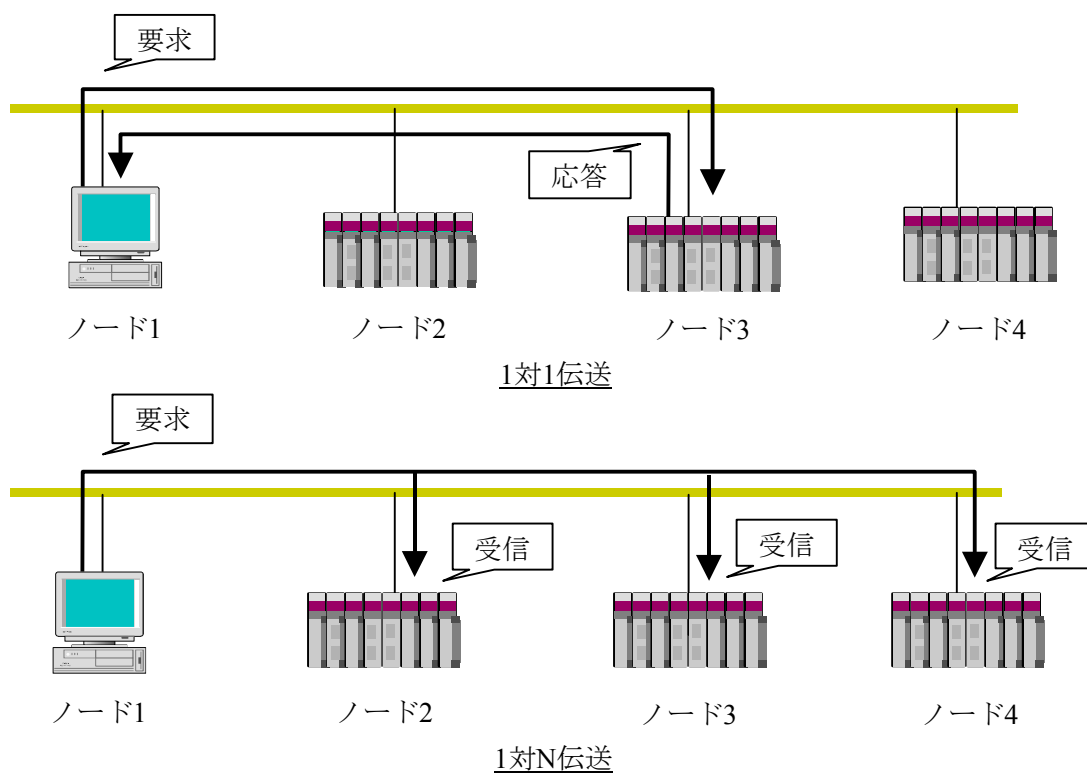 要求
応答
ノード1
ノード2
ノード3
ノード4
1対1伝送
要求
受信
受信
受信
ノード1
ノード2
ノード3
ノード4
1対N伝送